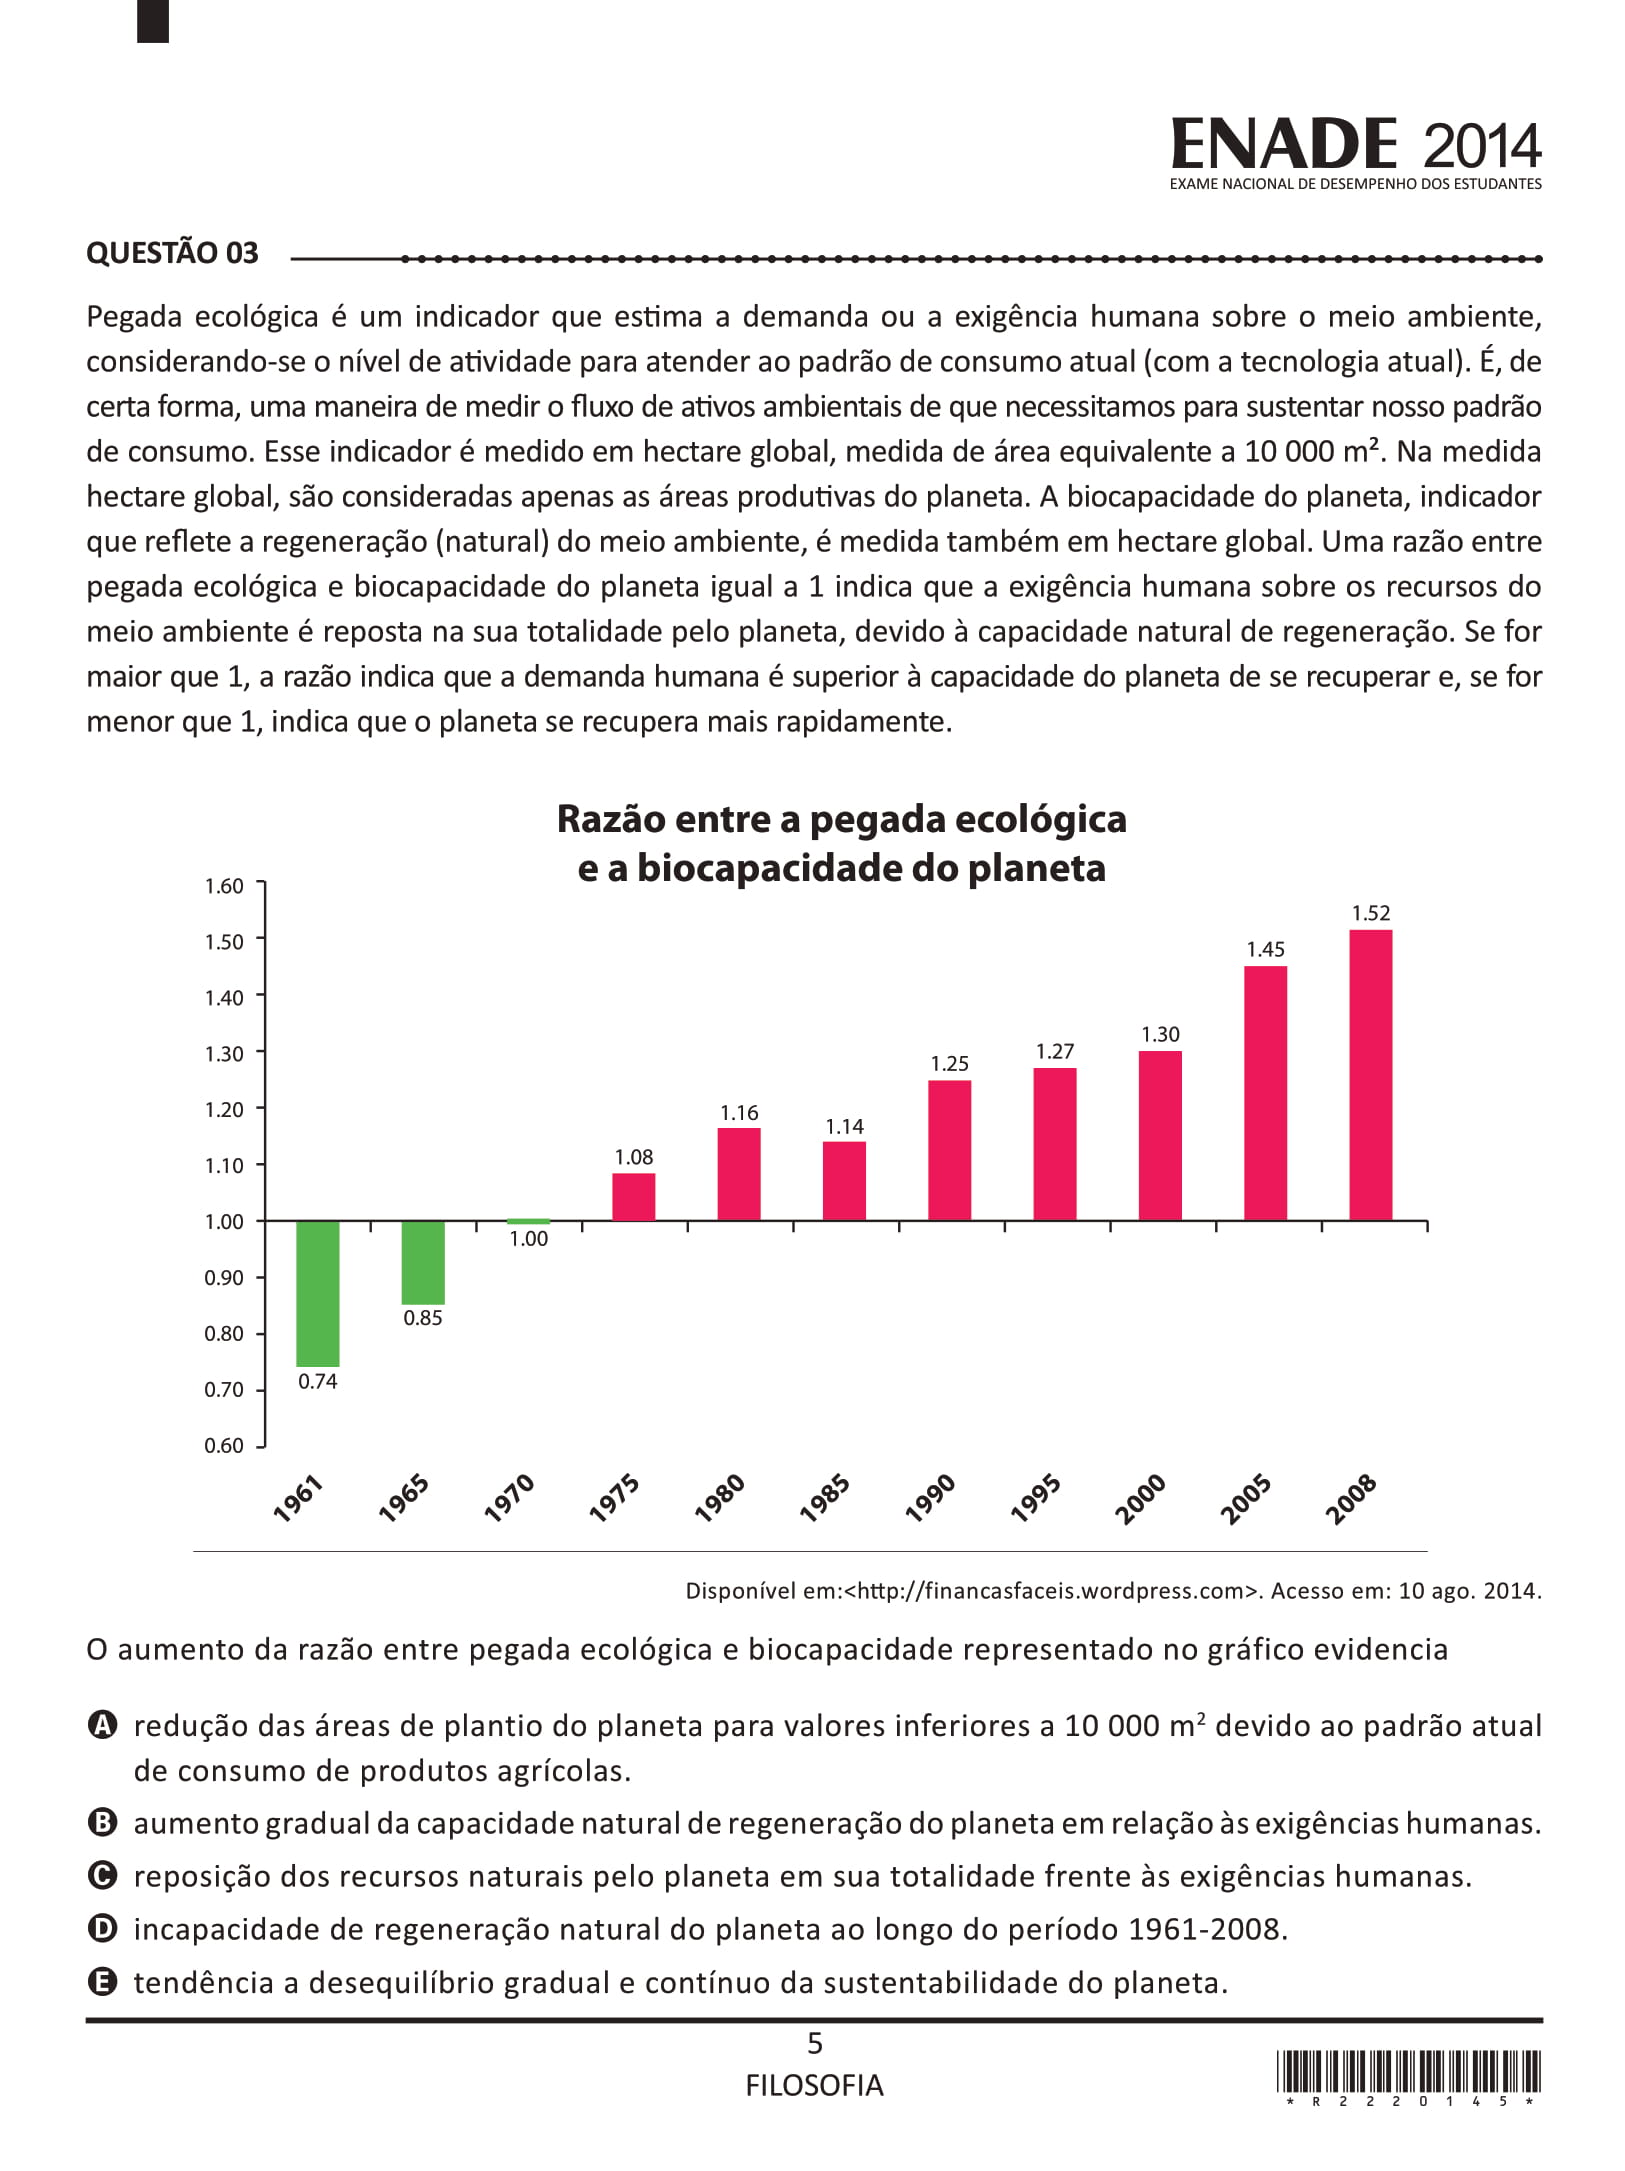 ENADE 2014
EXAME NACIONAL DE DESEMPENHO DOS ESTUDANTES
QUESTÃO 03
Pegada ecológica é um indicador que estima a demanda ou a exigência humana sobre o meio ambiente,
considerando-se o nível de atividade para atender ao padrão de consumo atual (com a tecnologia atual). É, de
certa forma, uma maneira de medir o fluxo de ativos ambientais de que necessitamos para sustentar nosso padrão
de consumo. Esse indicador é medido em hectare global, medida de área equivalente a 10 000 m². Na medida
hectare global, são consideradas apenas as áreas produtivas do planeta. A biocapacidade do planeta, indicador
que reflete a regeneração (natural) do meio ambiente, é medida também em hectare global. Uma razão entre
pegada ecológica e biocapacidade do planeta igual a 1 indica que a exigência humana sobre os recursos do
meio ambiente é reposta na sua totalidade pelo planeta, devido à capacidade natural de regeneração. Se for
maior que 1, a razão indica que a demanda humana é superior à capacidade do planeta de se recuperar e, se for
menor que 1, indica que o planeta se recupera mais rapidamente.
Razão entre a pegada ecológica
e a biocapacidade do planeta
1.60
1.50
1.40
1.30
1.20
1.10
1.00
0.90
0.80
0.70
0.60
0.74
0.85
1.00
1.08
1.16
1.14
1.25
1.27
1.30
1.45
1.52
1961
1965
1970
1975
1980
1985
1990
1995
2000
2005
2008
Disponível em:<http://financasfaceis.wordpress.com>. Acesso em: 10 ago. 2014.
O aumento da razão entre pegada ecológica e biocapacidade representado no gráfico evidencia
A redução das áreas de plantio do planeta para valores inferiores a 10 000 m² devido ao padrão atual
de consumo de produtos agrícolas.
B aumento gradual da capacidade natural de regeneração do planeta em relação às exigências humanas.
C reposição dos recursos naturais pelo planeta em sua totalidade frente às exigências humanas.
D incapacidade de regeneração natural do planeta ao longo do período 1961-2008.
E tendência a desequilíbrio gradual e contínuo da sustentabilidade do planeta.
5
FILOSOFIA
*R2220145*